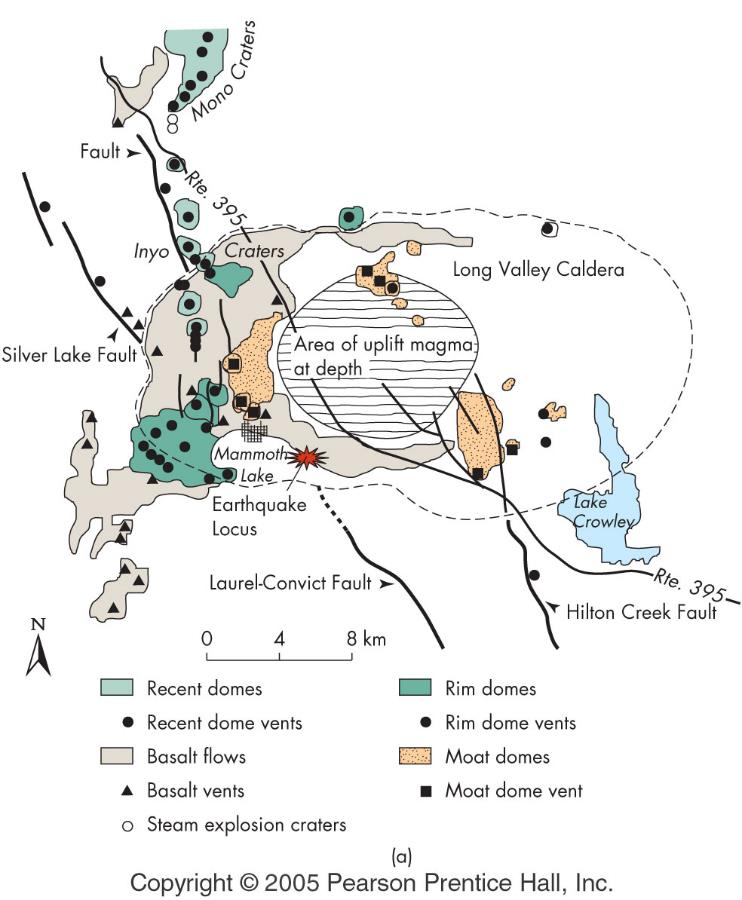 Mono Craters
Fault
Rte. 395
Inyo
Craters
Long Valley Caldera
Silver Lake Fault
Area of uplift magma
at depth
Mammoth
Lake
Earthquake
Locus
Lake
Crowley
Laurel-Convict Fault
Rte. 395
Hilton Creek Fault
N
0 4 8 km
Recent domes
Rim domes
Recent dome vents
Rim dome vents
Basalt flows
Moat domes
Basalt vents
Moat dome vent
Steam explosion craters
(a)
Copyright © 2005 Pearson Prentice Hall, Inc.